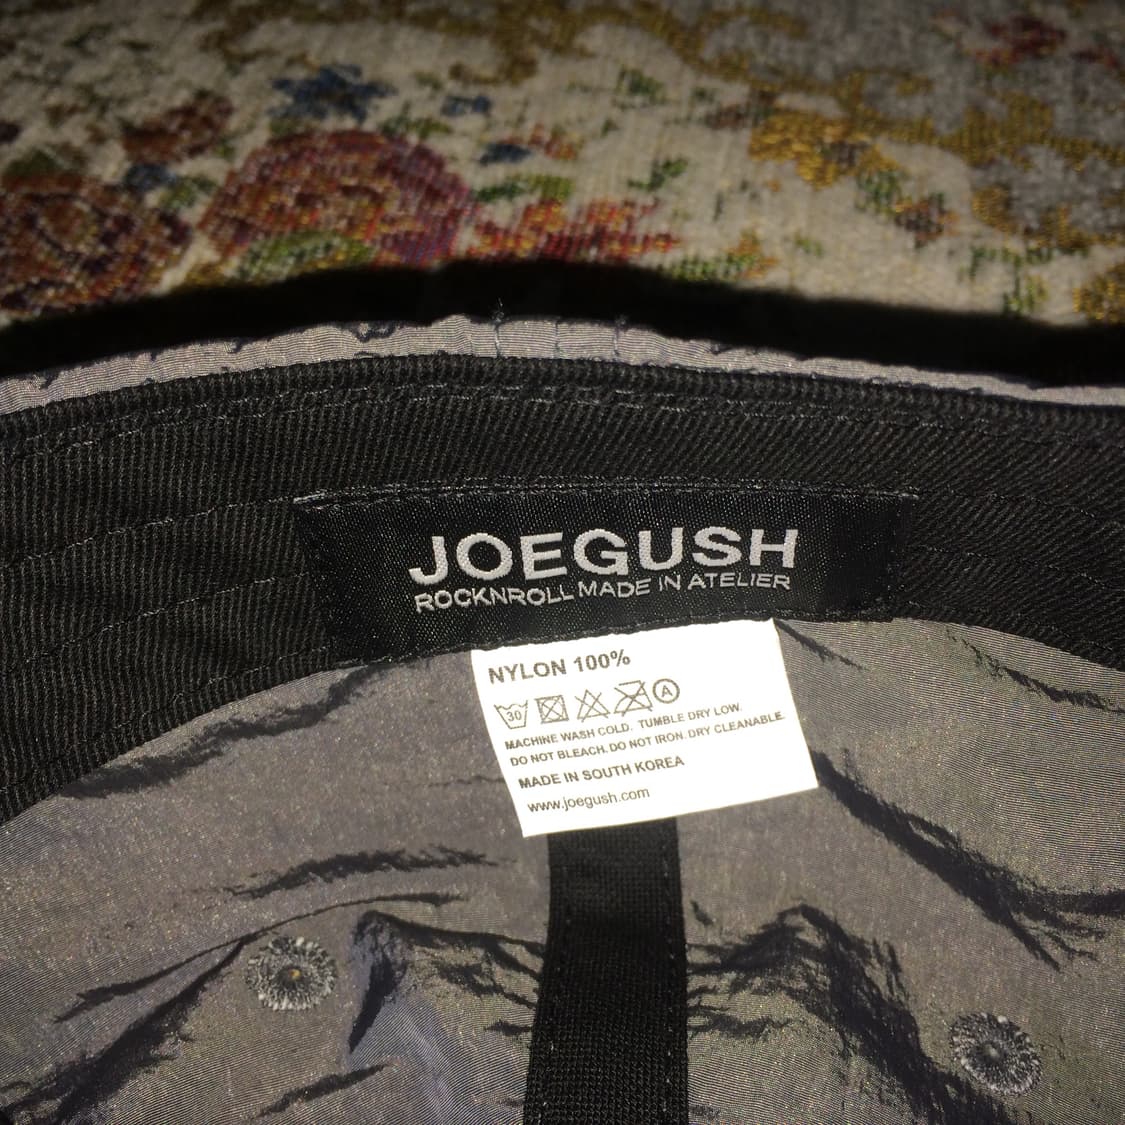 JOEGUSH
ROCKNROLL MADE IN ATELIER
NYLON 100%
30 A
MACHINE WASH COLD. TUMBLE DRY LOW.
DO NOT BLEACH. DO NOT IRON. DRY CLEANABLE.
MADE IN SOUTH KOREA
www.joegush.com